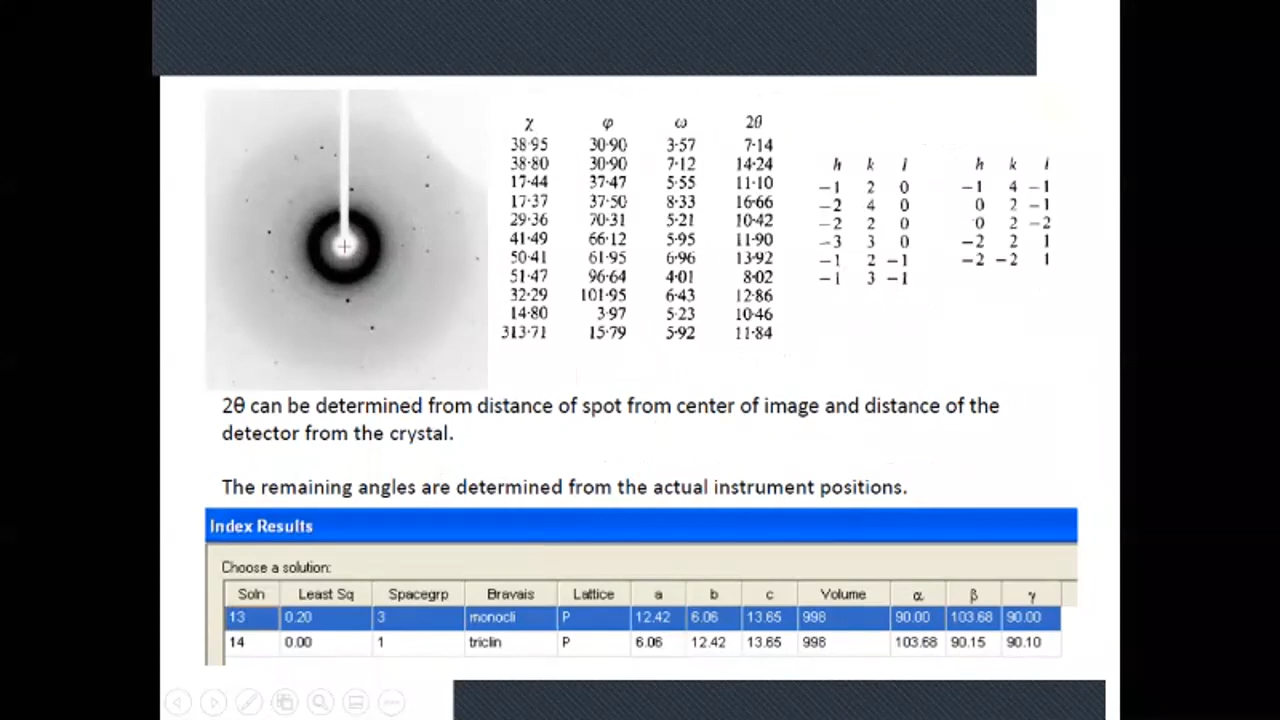 χ φ ω 2θ
38·95 30·90 3·57 7·14
38·80 30·90 7·12 14·24
17·44 37·47 5·55 11·10
17·37 37·50 8·33 16·66
29·36 70·31 5·21 10·42
41·49 66·12 5·95 11·90
50·41 61·95 6·96 13·92
51·47 96·64 4·01 8·02
32·29 101·95 6·43 12·86
14·80 3·97 5·23 10·46
313·71 15·79 5·92 11·84
h k l
−1 2 0
−2 4 0
−2 2 0
−3 3 0
−1 2 −1
−1 3 −1
h k l
−1 4 −1
0 2 −1
0 2 −2
−2 2 1
−2 −2 1
2θ can be determined from distance of spot from center of image and distance of the
detector from the crystal.
The remaining angles are determined from the actual instrument positions.
Index Results
Choose a solution:
Soln Least Sq Spacegrp Bravais Lattice a b c Volume α β γ
13 0.20 3 monocli P 12.42 6.06 13.65 998 90.00 103.68 90.00
14 0.00 1 triclin P 6.06 12.42 13.65 998 103.68 90.15 90.10